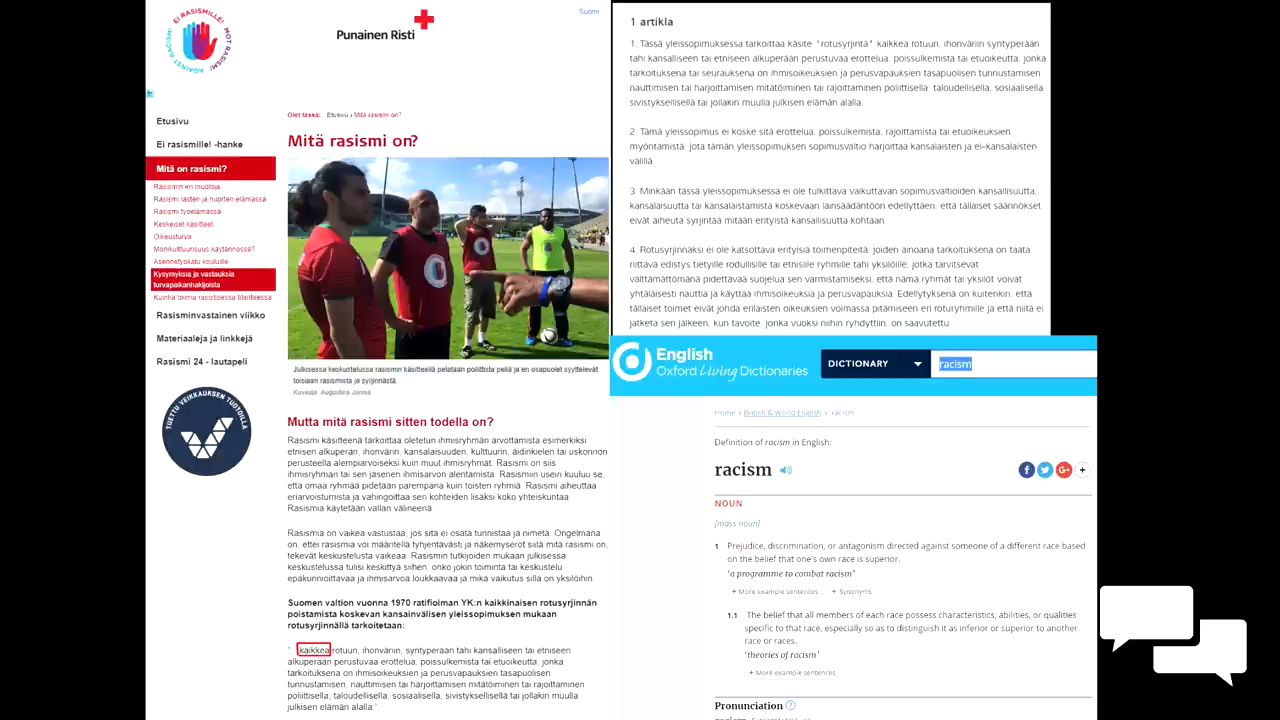 EI RASISMILLE! MOT RASISM! AGAINST RACISM!
Suomi
Punainen Risti
Etusivu
Ei rasismille! -hanke
Mitä on rasismi?
Rasismin eri muotoja
Rasismi lasten ja nuorten elämässä
Rasismi työelämässä
Keskeiset käsitteet
Oikeusturva
Monikulttuurisuus käytännössä?
Asennetyökalu kouluille
Kysymyksiä ja vastauksia
turvapaikanhakijoista
Kuinka toimia rasistisessa tilanteessa
Rasisminvastainen viikko
Materiaaleja ja linkkejä
Rasismi 24 - lautapeli
TUETTU VEIKKAUKSEN TUOTOILLA
Olet tässä: Etusivu › Mitä rasismi on?
Mitä rasismi on?
Julkisessa keskustelussa rasismin käsitteellä pelataan poliittista peliä ja eri osapuolet syyttelevät
toisiaan rasismista ja syrjinnästä.
Kuvaaja: Augustina Jämsä
Mutta mitä rasismi sitten todella on?
Rasismi käsitteenä tarkoittaa oletetun ihmisryhmän arvottamista esimerkiksi
etnisen alkuperän, ihonvärin, kansalaisuuden, kulttuurin, äidinkielen tai uskonnon
perusteella alempiarvoiseksi kuin muut ihmisryhmät. Rasismi on siis
ihmisryhmän tai sen jäsenen ihmisarvon alentamista. Rasismiin usein kuuluu se,
että omaa ryhmää pidetään parempana kuin toisten ryhmiä. Rasismi aiheuttaa
eriarvoistumista ja vahingoittaa sen kohteiden lisäksi koko yhteiskuntaa.
Rasismia käytetään vallan välineenä.
Rasismia on vaikea vastustaa, jos sitä ei osata tunnistaa ja nimetä. Ongelmana
on, ettei rasismia voi määritellä tyhjentävästi ja näkemyserot siitä mitä rasismi on,
tekevät keskustelusta vaikeaa. Rasismin tutkijoiden mukaan julkisessa
keskustelussa tulisi keskittyä siihen, onko jokin toiminta tai keskustelu
epäkunnioittavaa ja ihmisarvoa loukkaavaa ja mikä vaikutus sillä on yksilöihin.
Suomen valtion vuonna 1970 ratifioiman YK:n kaikkinaisen rotusyrjinnän
poistamista koskevan kansainvälisen yleissopimuksen mukaan
rotusyrjinnällä tarkoitetaan:
" kaikkea rotuun, ihonväriin, syntyperään tahi kansalliseen tai etniseen
alkuperään perustuvaa erottelua, poissulkemista tai etuoikeutta, jonka
tarkoituksena on ihmisoikeuksien ja perusvapauksien tasapuolisen
tunnustamisen, nauttimisen tai harjoittamisen mitätöiminen tai rajoittaminen
poliittisellä, taloudellisella, sosiaalisella, sivistyksellisellä tai jollakin muulla
julkisen elämän alalla."
1 artikla
1. Tässä yleissopimuksessa tarkoittaa käsite "rotusyrjintä" kaikkea rotuun, ihonväriin syntyperään
tahi kansalliseen tai etniseen alkuperään perustuvaa erottelua, poissulkemista tai etuoikeutta, jonka
tarkoituksena tai seurauksena on ihmisoikeuksien ja perusvapauksien tasapuolisen tunnustamisen
nauttimisen tai harjoittamisen mitätöiminen tai rajoittaminen poliittisella, taloudellisella, sosiaalisella
sivistyksellisellä tai jollakin muulla julkisen elämän alalla.
2. Tämä yleissopimus ei koske sitä erottelua, poissulkemista, rajoittamista tai etuoikeuksien
myöntämistä, jota tämän yleissopimuksen sopimusvaltio harjoittaa kansalaisten ja ei-kansalaisten
välillä
3. Minkään tässä yleissopimuksessa ei ole tulkittava vaikuttavan sopimusvaltioiden kansallisuutta,
kansalaisuutta tai kansalaistamista koskevaan lainsäädäntöön edellyttäen, että tällaiset säännökset
eivät aiheuta syrjintää mitään erityistä kansallisuutta kohtaan.
4. Rotusyrjinnäksi ei ole katsottava erityisiä toimenpiteitä, joiden ainoana tarkoituksena on taata
riittävä edistys tietyille rodullisille tai etnisille ryhmille tahi yksilöille, jotka tarvitsevat
välttämättömänä pidettävää suojelua sen varmistamiseksi, että nämä ryhmät tai yksilöt voivat
yhtäläisesti nauttia ja käyttää ihmisoikeuksia ja perusvapauksia. Edellytyksenä on kuitenkin, että
tällaiset toimet eivät johda erilaisten oikeuksien voimassa pitämiseen eri roturyhmille ja että niitä ei
jatketa sen jälkeen, kun tavoite, jonka vuoksi niihin ryhdyttiin, on saavutettu
English
Oxford Living Dictionaries
DICTIONARY
racism
Home › British & World English › racism
Definition of racism in English:
racism
NOUN
[mass noun]
1 Prejudice, discrimination, or antagonism directed against someone of a different race based
on the belief that one's own race is superior.
'a programme to combat racism'
+ More example sentences + Synonyms
1.1 The belief that all members of each race possess characteristics, abilities, or qualities
specific to that race, especially so as to distinguish it as inferior or superior to another
race or races.
'theories of racism'
+ More example sentences
Pronunciation ?